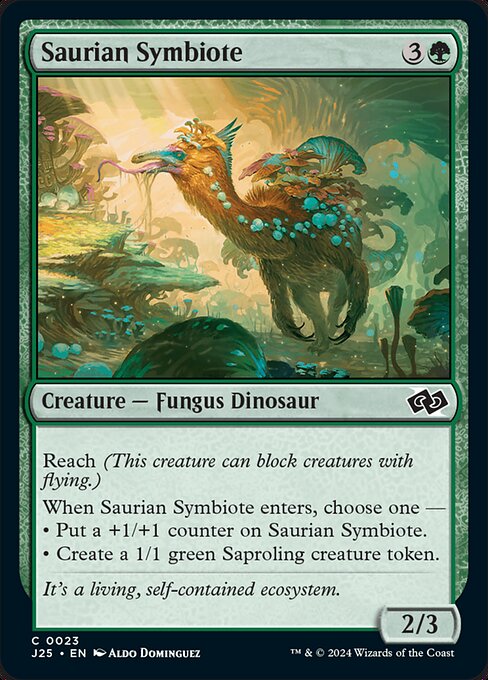 Saurian Symbiote 3
Creature — Fungus Dinosaur
Reach (This creature can block creatures with
flying.)
When Saurian Symbiote enters, choose one —
• Put a +1/+1 counter on Saurian Symbiote.
• Create a 1/1 green Saproling creature token.
It's a living, self-contained ecosystem.
2/3
C 0023
J25 • EN Aldo Dominguez
™ & © 2024 Wizards of the Coast